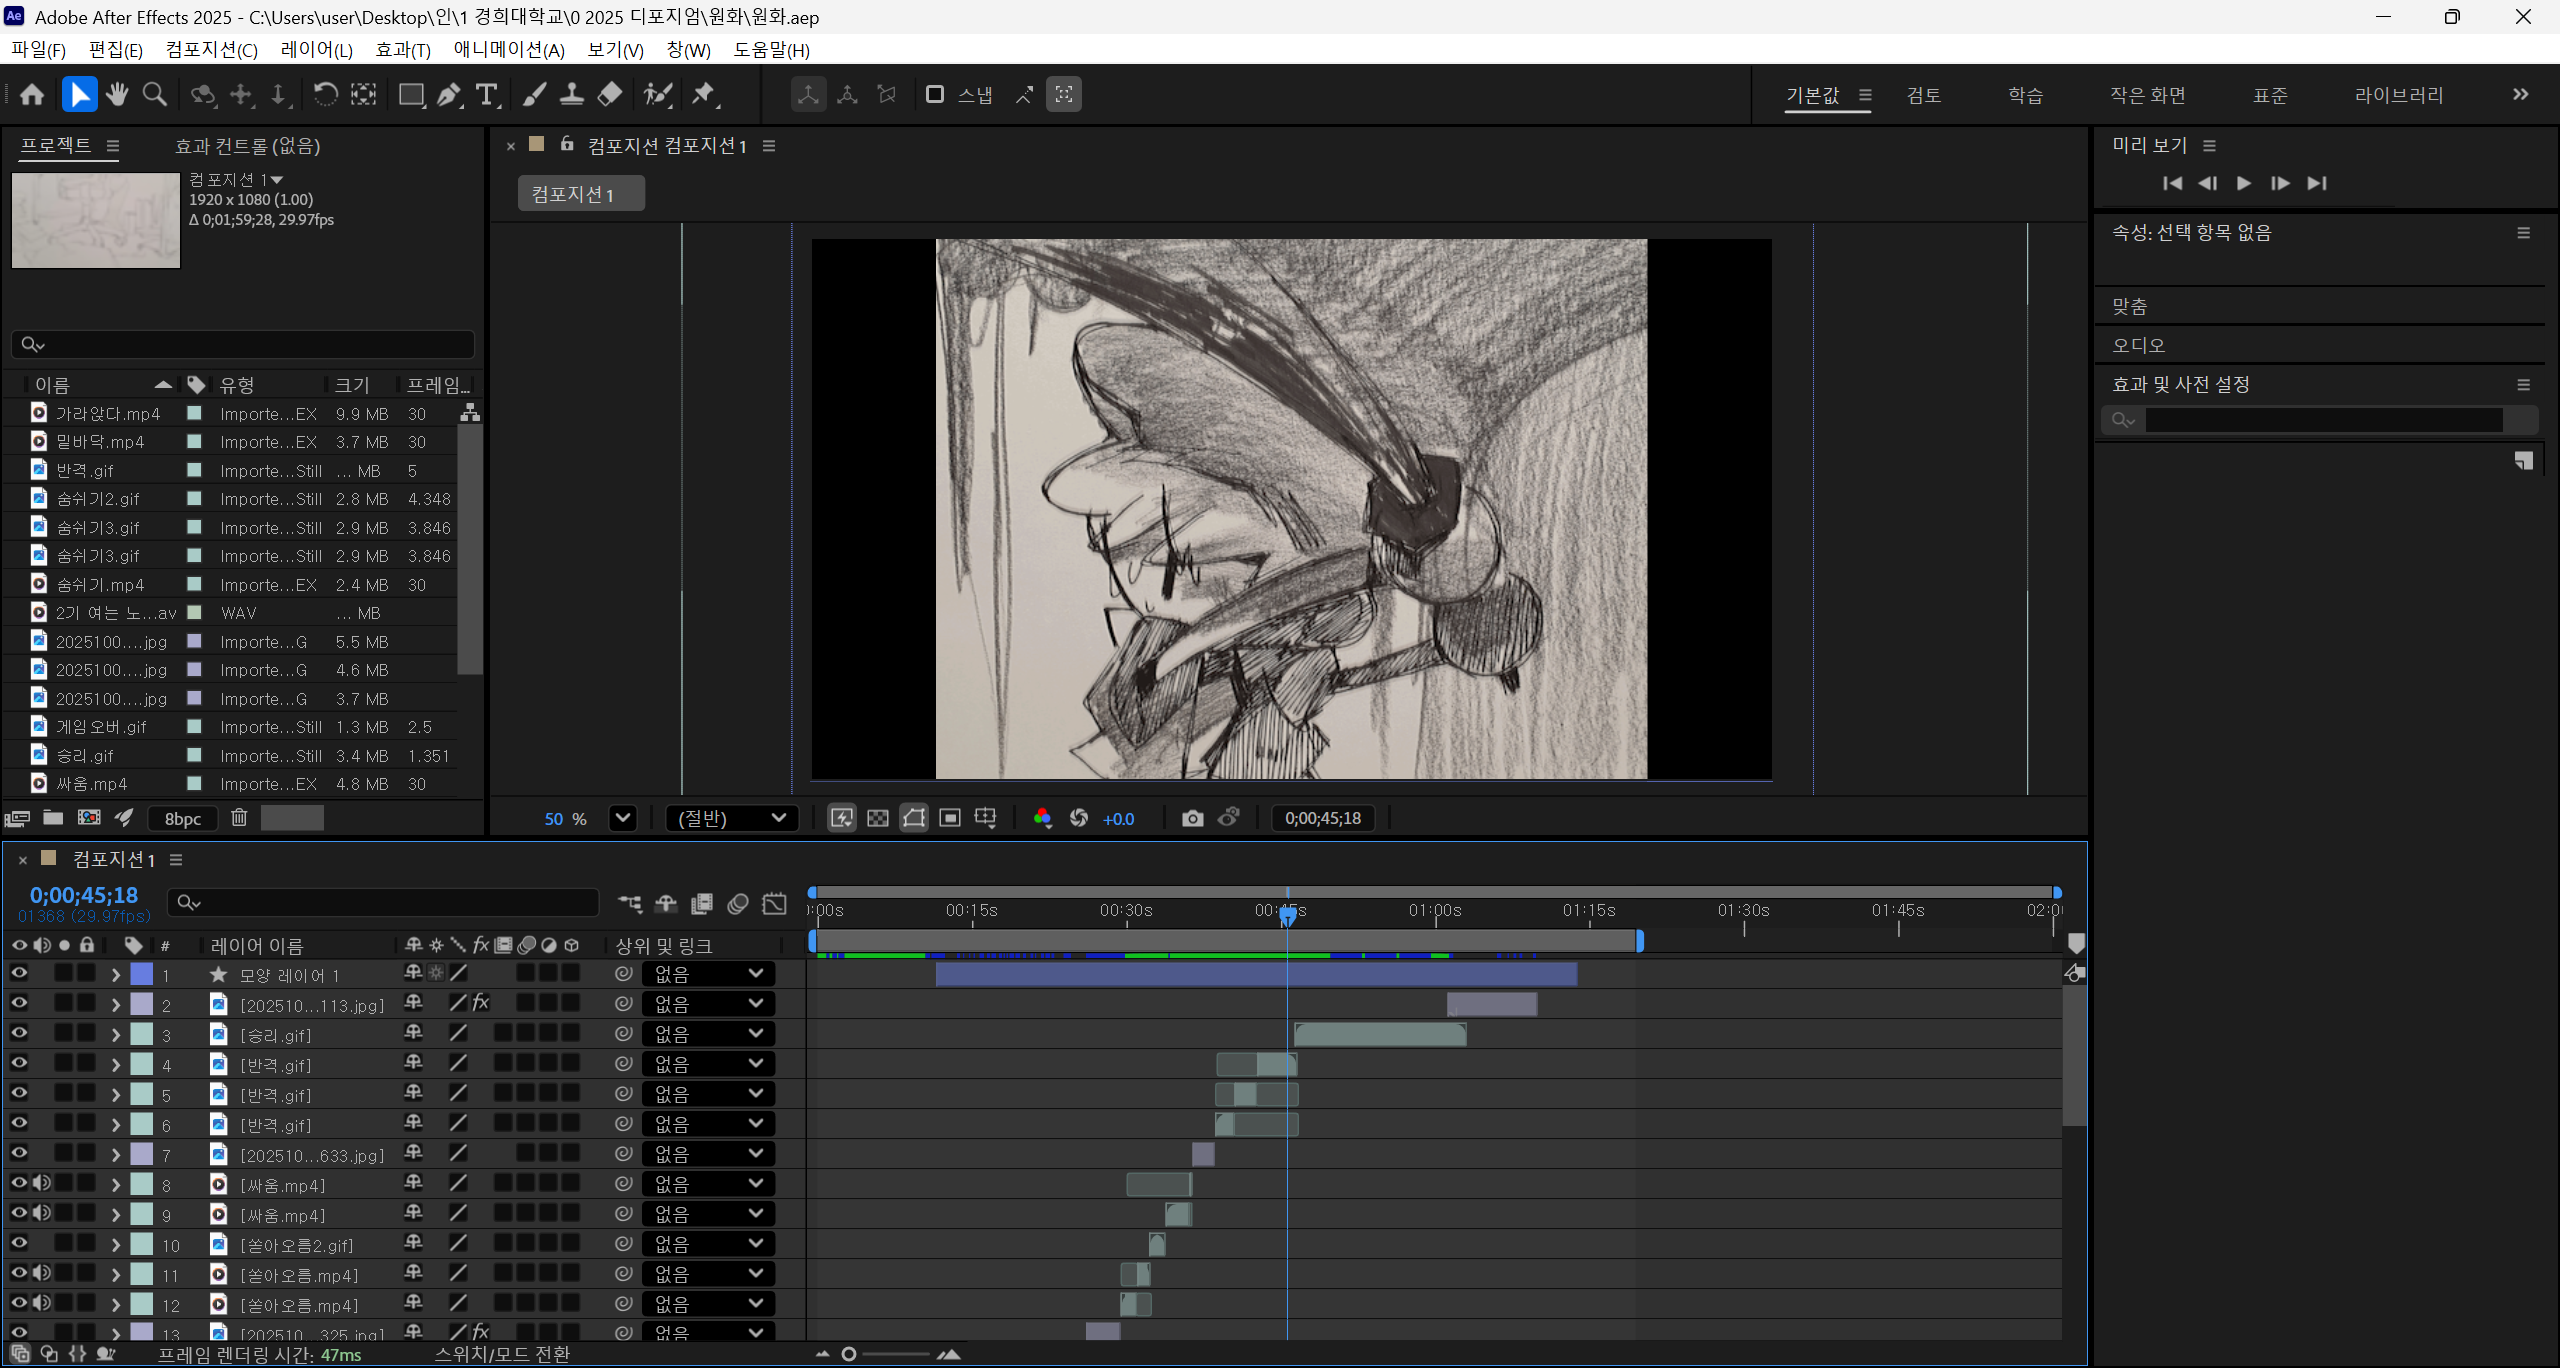 Adobe After Effects 2025 - C:\Users\user\Desktop\인\1 경희대학교\0 2025 디포지엄\원화\원화.aep
파일(F) 편집(E) 컴포지션(C) 레이어(L) 효과(T) 애니메이션(A) 보기(V) 창(W) 도움말(H)
스냅 기본값 검토 학습 작은 화면 표준 라이브러리
프로젝트 효과 컨트롤 (없음)
컴포지션 1
1920 x 1080 (1.00)
Δ 0;01;59;28, 29.97fps
이름 유형 크기 프레임...
가라앉다.mp4 Importe...EX 9.9 MB 30
밑바닥.mp4 Importe...EX 3.7 MB 30
반격.gif Importe...Still ... MB 5
숨쉬기2.gif Importe...Still 2.8 MB 4.348
숨쉬기3.gif Importe...Still 2.9 MB 3.846
숨쉬기3.gif Importe...Still 2.9 MB 3.846
숨쉬기.mp4 Importe...EX 2.4 MB 30
2기 여는 노...av WAV ... MB
2025100....jpg Importe...G 5.5 MB
2025100....jpg Importe...G 4.6 MB
2025100....jpg Importe...G 3.7 MB
게임오버.gif Importe...Still 1.3 MB 2.5
승리.gif Importe...Still 3.4 MB 1.351
싸움.mp4 Importe...EX 4.8 MB 30
8bpc
컴포지션 컴포지션 1
컴포지션 1
50 % (절반) +0.0 0;00;45;18
미리 보기
속성: 선택 항목 없음
맞춤
오디오
효과 및 사전 설정
컴포지션 1
0;00;45;18
01368 (29.97fps)
):00s 00:15s 00:30s 00:45s 01:00s 01:15s 01:30s 01:45s 02:0
# 레이어 이름 상위 및 링크
1 모양 레이어 1 없음
2 [202510...113.jpg] 없음
3 [승리.gif] 없음
4 [반격.gif] 없음
5 [반격.gif] 없음
6 [반격.gif] 없음
7 [202510...633.jpg] 없음
8 [싸움.mp4] 없음
9 [싸움.mp4] 없음
10 [쏟아오름2.gif] 없음
11 [쏟아오름.mp4] 없음
12 [쏟아오름.mp4] 없음
13 [202510...325.jpg] 없음
프레임 렌더링 시간: 47ms 스위치/모드 전환